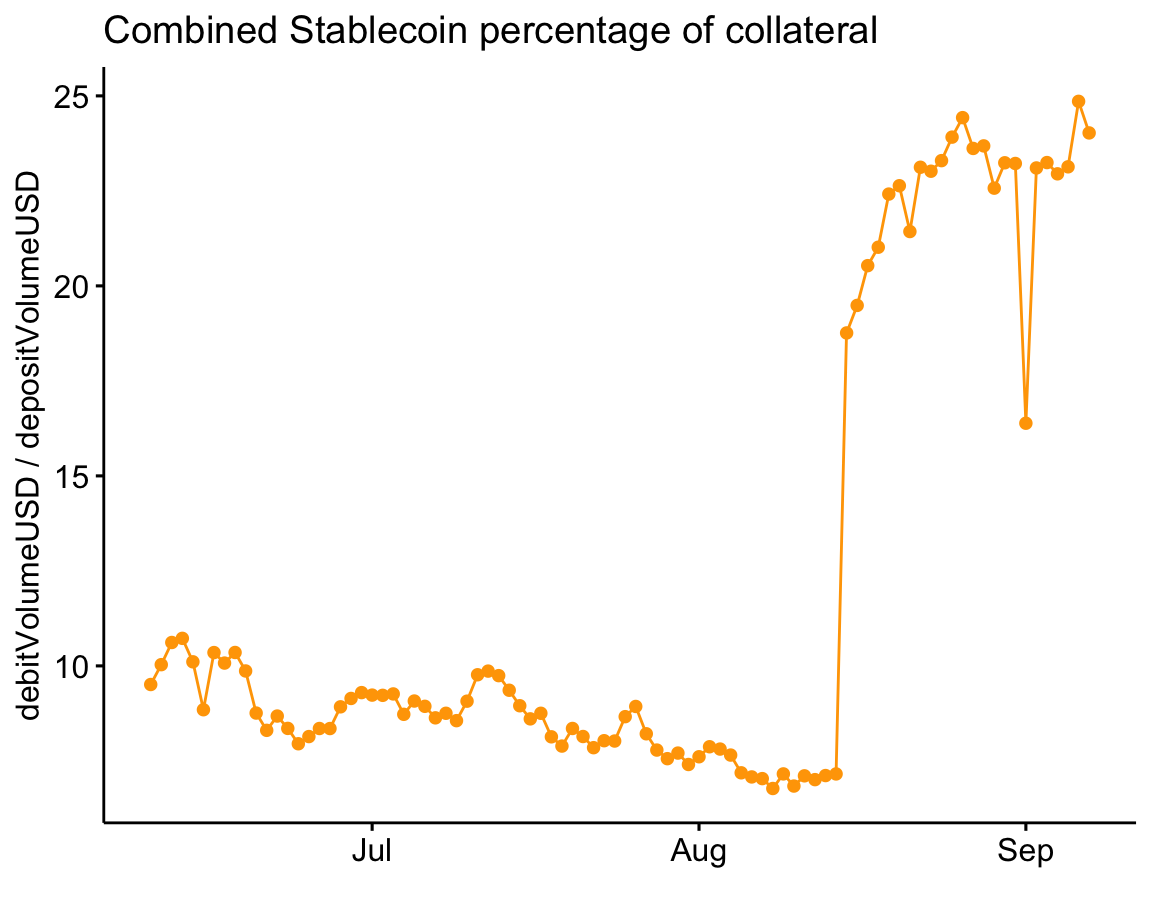 Combined Stablecoin percentage of collateral
debitVolumeUSD / depositVolumeUSD
25
20
15
10
Jul
Aug
Sep